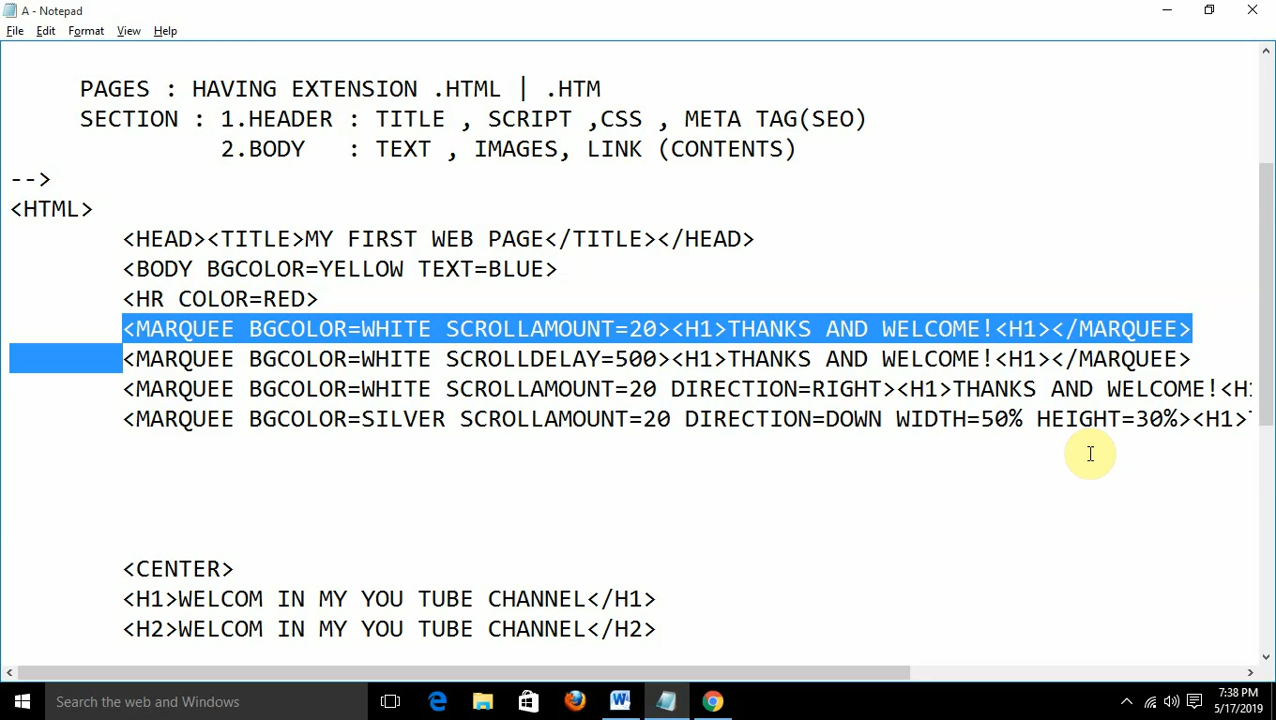 A - Notepad
File Edit Format View Help
PAGES : HAVING EXTENSION .HTML | .HTM
SECTION : 1.HEADER : TITLE , SCRIPT ,CSS , META TAG(SEO)
2.BODY : TEXT , IMAGES, LINK (CONTENTS)
-->
<HTML>
<HEAD><TITLE>MY FIRST WEB PAGE</TITLE></HEAD>
<BODY BGCOLOR=YELLOW TEXT=BLUE>
<HR COLOR=RED>
<MARQUEE BGCOLOR=WHITE SCROLLAMOUNT=20><H1>THANKS AND WELCOME!<H1></MARQUEE>
<MARQUEE BGCOLOR=WHITE SCROLLDELAY=500><H1>THANKS AND WELCOME!<H1></MARQUEE>
<MARQUEE BGCOLOR=WHITE SCROLLAMOUNT=20 DIRECTION=RIGHT><H1>THANKS AND WELCOME!
<MARQUEE BGCOLOR=SILVER SCROLLAMOUNT=20 DIRECTION=DOWN WIDTH=50% HEIGHT=30%><H1>
<CENTER>
<H1>WELCOM IN MY YOU TUBE CHANNEL</H1>
<H2>WELCOM IN MY YOU TUBE CHANNEL</H2>
Search the web and Windows
7:38 PM
5/17/2019